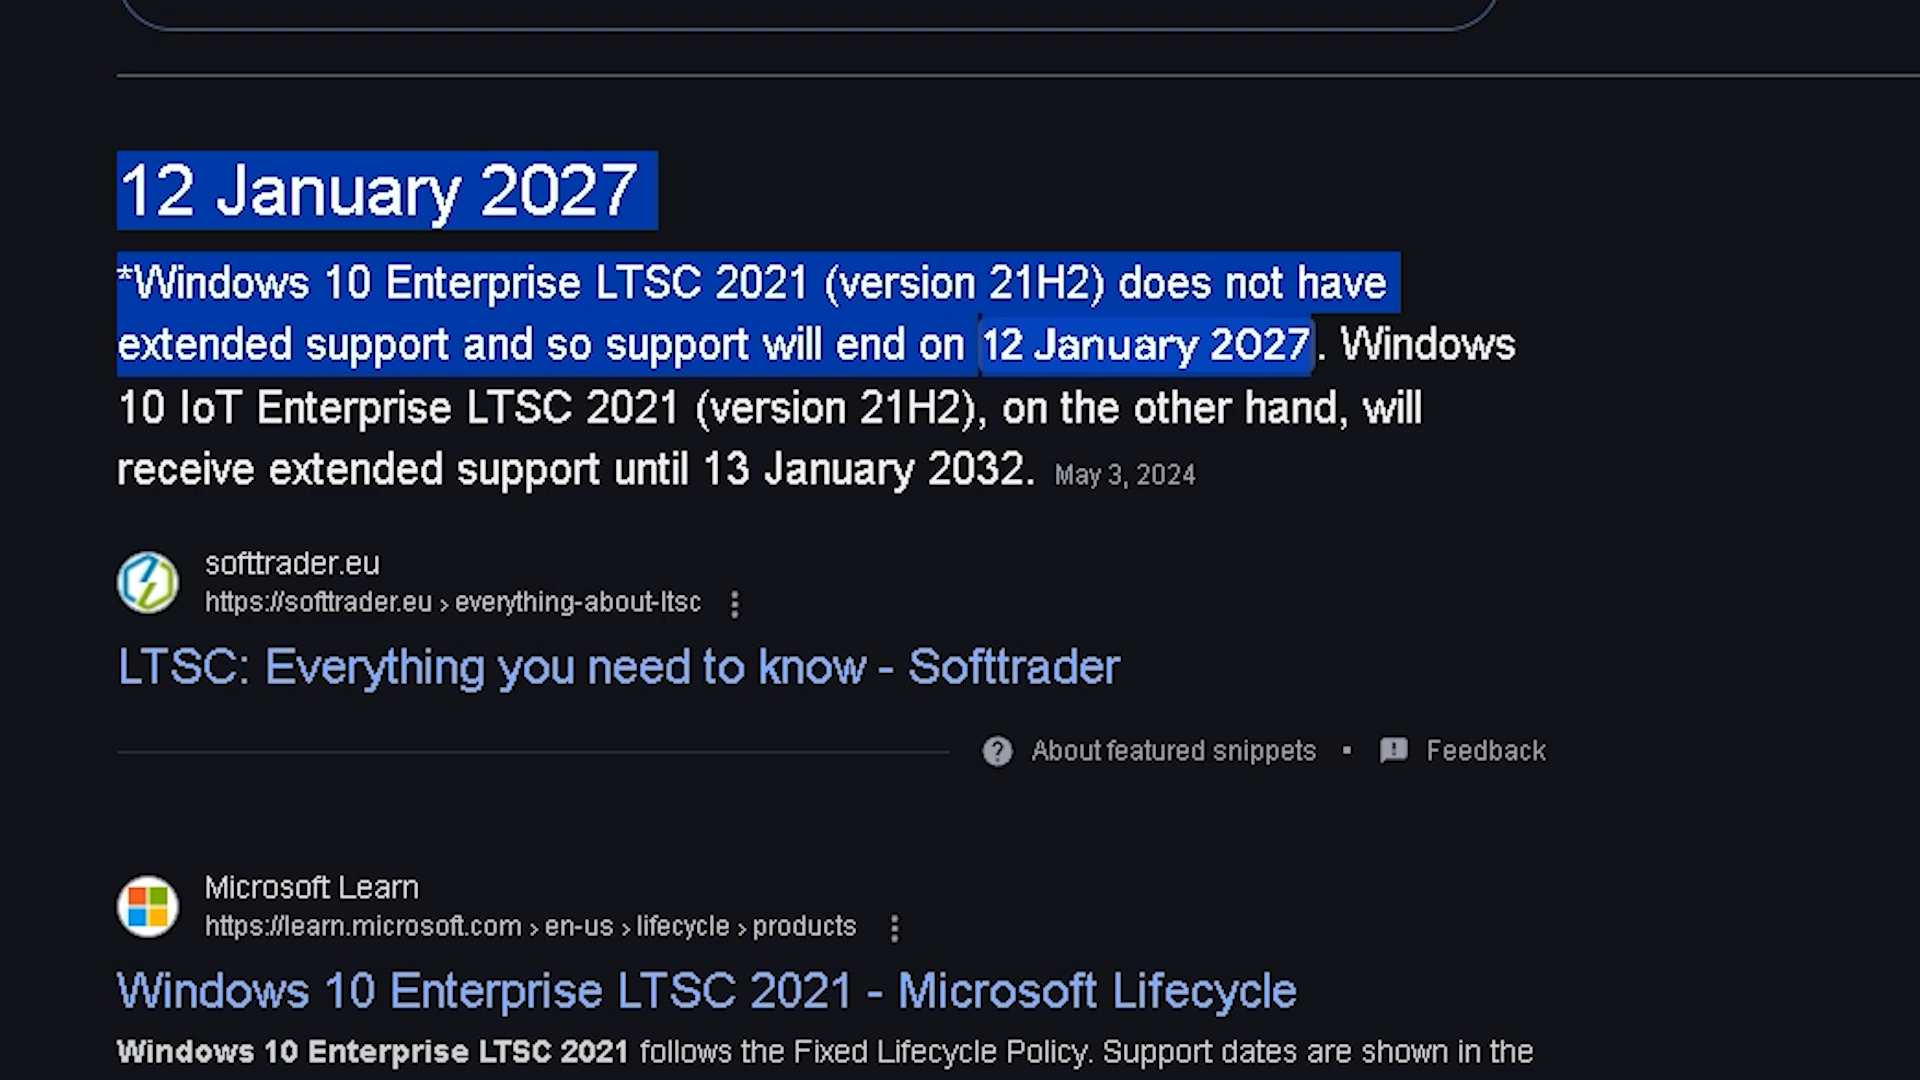 12 January 2027
*Windows 10 Enterprise LTSC 2021 (version 21H2) does not have
extended support and so support will end on 12 January 2027. Windows
10 IoT Enterprise LTSC 2021 (version 21H2), on the other hand, will
receive extended support until 13 January 2032. May 3, 2024
softtrader.eu
https://softtrader.eu › everything-about-ltsc
LTSC: Everything you need to know - Softtrader
About featured snippets • Feedback
Microsoft Learn
https://learn.microsoft.com › en-us › lifecycle › products
Windows 10 Enterprise LTSC 2021 - Microsoft Lifecycle
Windows 10 Enterprise LTSC 2021 follows the Fixed Lifecycle Policy. Support dates are shown in the